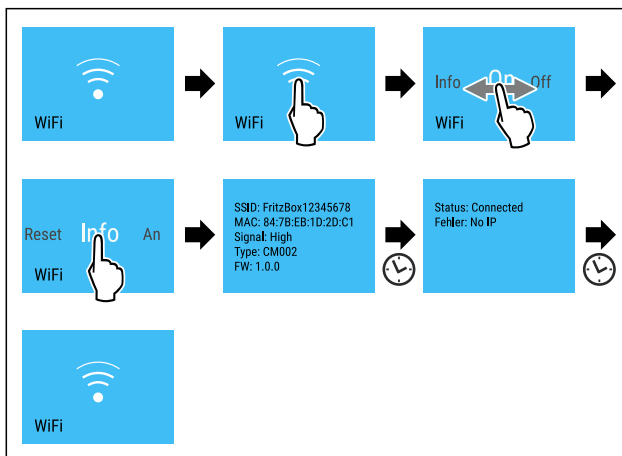 WiFi
WiFi
Info On Off
WiFi
Reset Info An
WiFi
SSID: FritzBox12345678
MAC: 84:7B:EB:1D:2D:C1
Signal: High
Type: CM002
FW: 1.0.0
Status: Connected
Fehler: No IP
WiFi